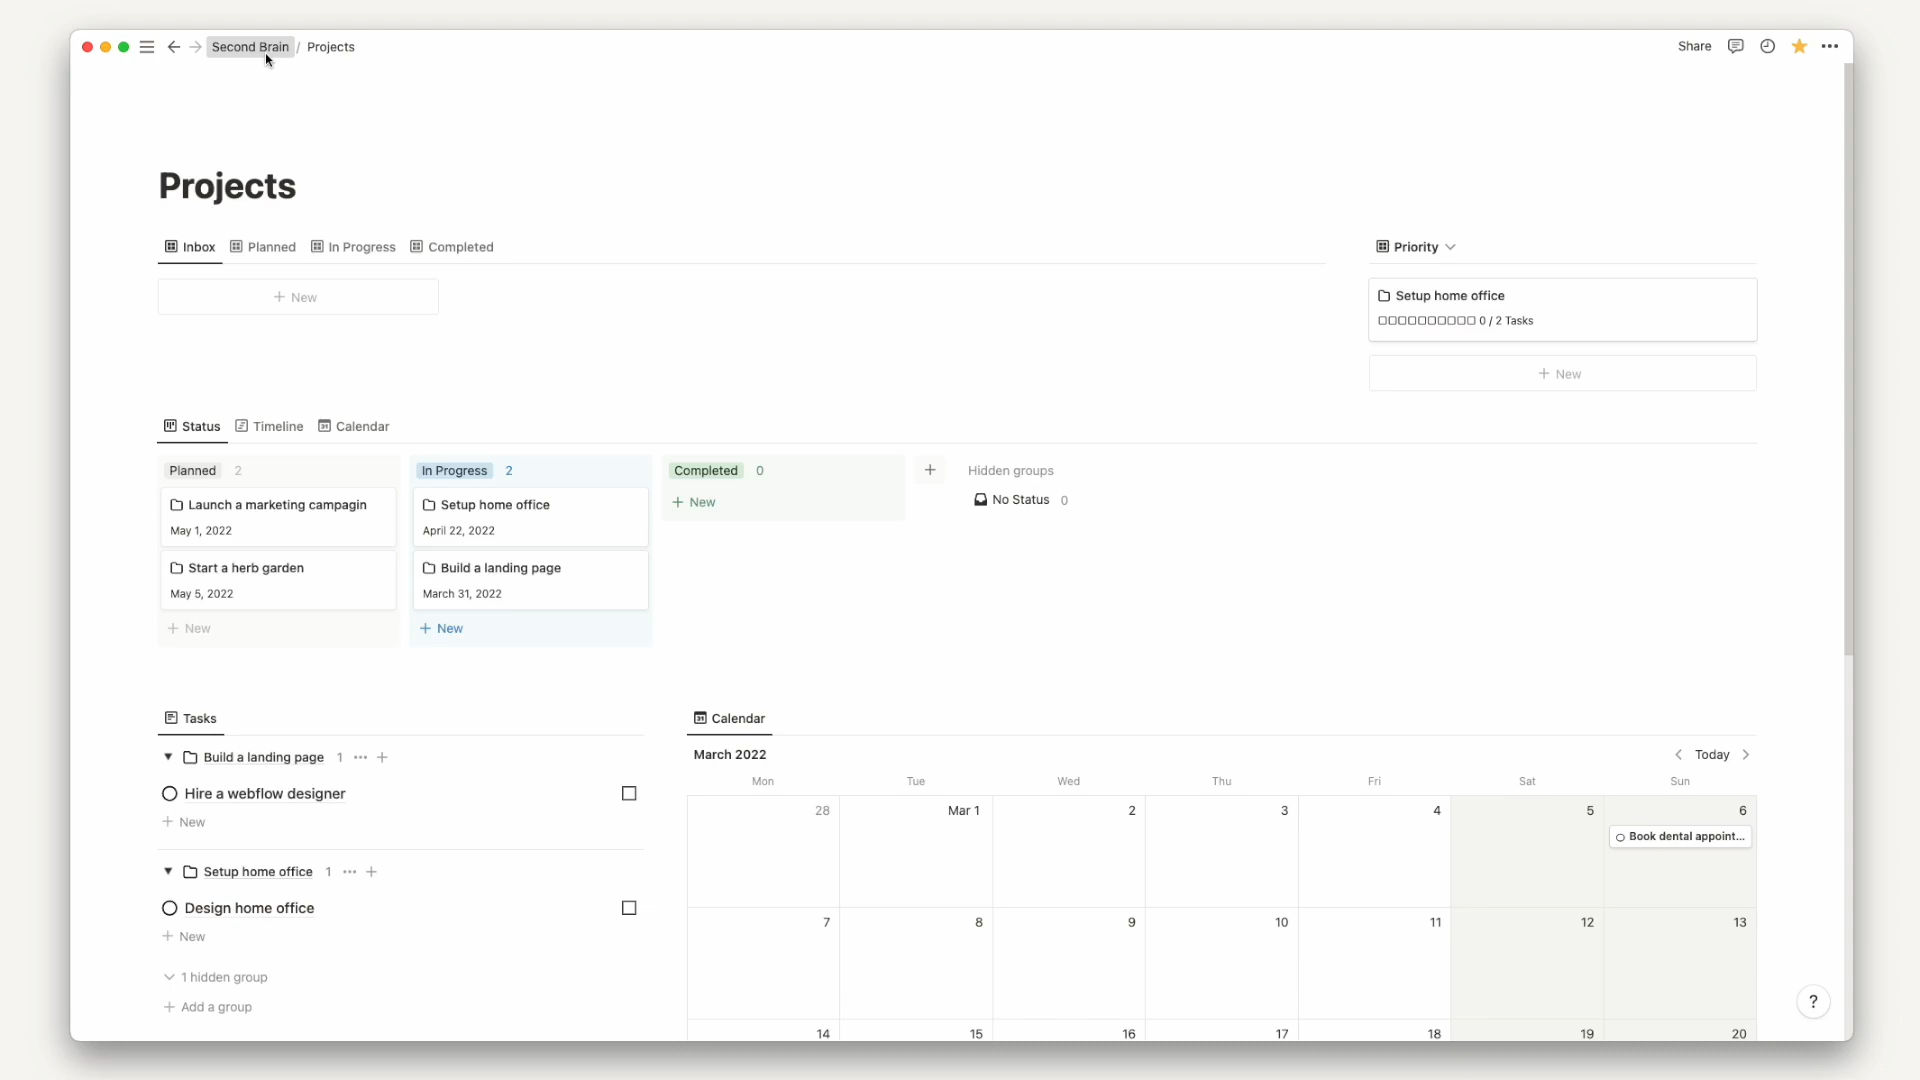 Second Brain / Projects
Share
Projects
Inbox Planned In Progress Completed
Priority
+ New
Setup home office
0 / 2 Tasks
+ New
Status Timeline Calendar
Planned 2
In Progress 2
Completed 0
+
Hidden groups
Launch a marketing campagin
May 1, 2022
Setup home office
April 22, 2022
+ New
No Status 0
Start a herb garden
May 5, 2022
Build a landing page
March 31, 2022
+ New
+ New
Tasks
Build a landing page 1 ••• +
Hire a webflow designer
+ New
Setup home office 1 ••• +
Design home office
+ New
1 hidden group
+ Add a group
Calendar
March 2022
Today
Mon Tue Wed Thu Fri Sat Sun
28 Mar 1 2 3 4 5 6
Book dental appoint...
7 8 9 10 11 12 13
14 15 16 17 18 19 20
?